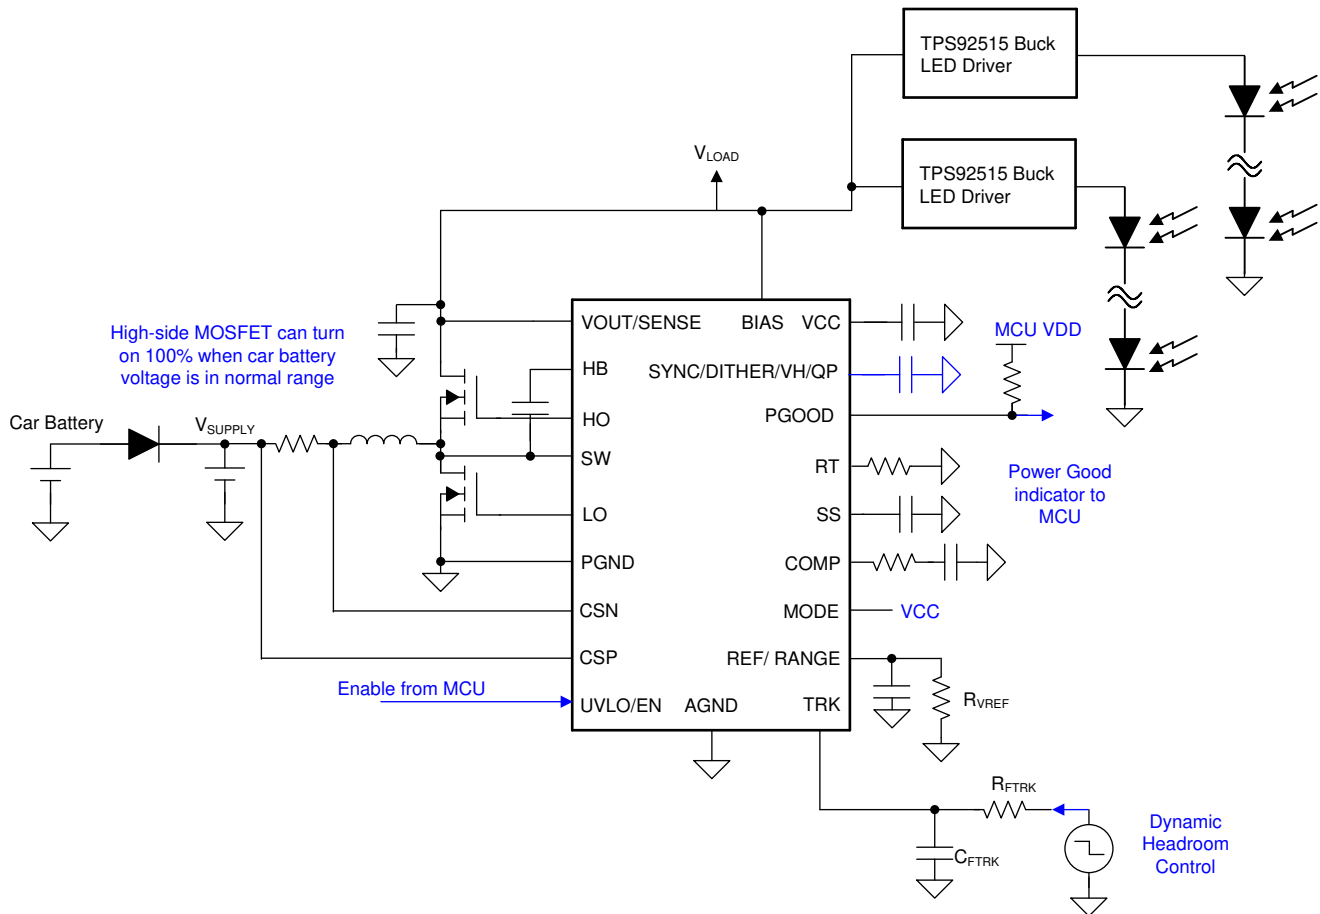 TPS92515 Buck
LED Driver
TPS92515 Buck
LED Driver
VLOAD
High-side MOSFET can turn
on 100% when car battery
voltage is in normal range
Car Battery
VSUPPLY
VOUT/SENSE
BIAS
VCC
HB
SYNC/DITHER/VH/QP
HO
PGOOD
SW
RT
LO
SS
PGND
COMP
CSN
MODE
VCC
CSP
REF/ RANGE
UVLO/EN
AGND
TRK
MCU VDD
Power Good
indicator to
MCU
Enable from MCU
RVREF
RFTRK
CFTRK
Dynamic
Headroom
Control